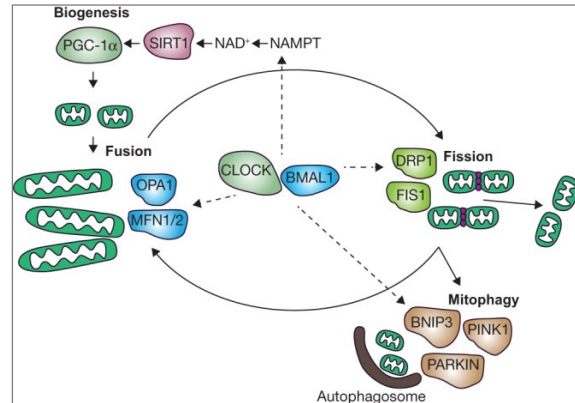 Biogenesis
PGC-1α SIRT1 NAD⁺ NAMPT
Fusion
CLOCK BMAL1
OPA1
MFN1/2
DRP1
FIS1
Fission
Mitophagy
BNIP3 PINK1
PARKIN
Autophagosome